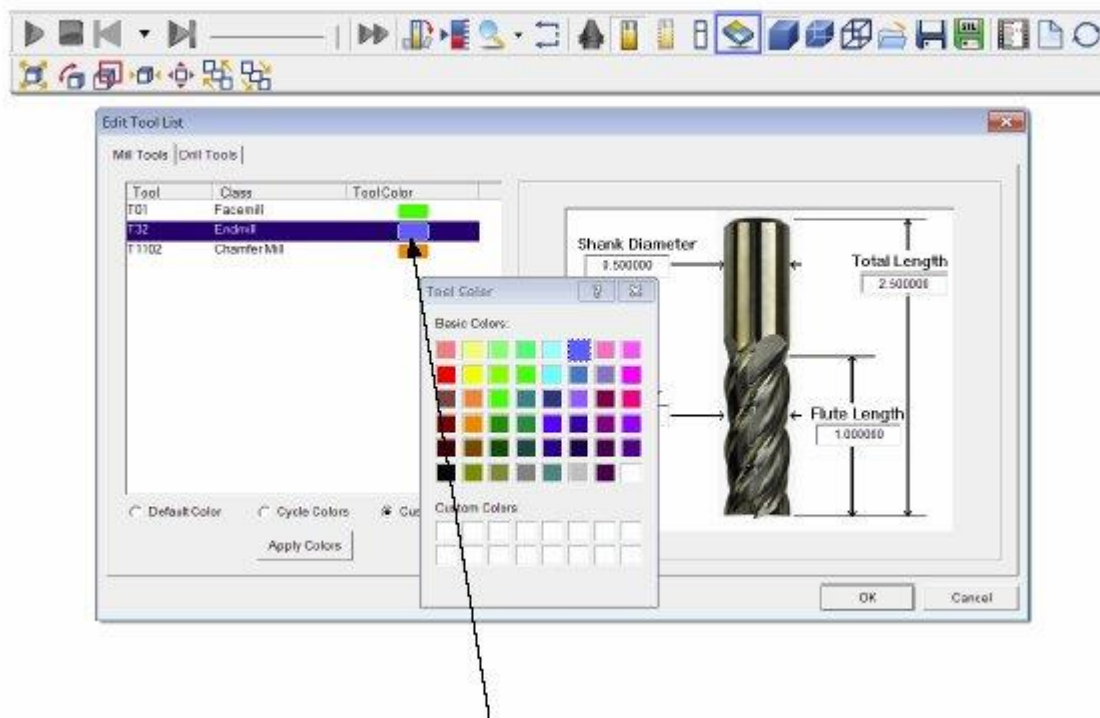 STL
Edit Tool List
Mill Tools Drill Tools
Tool Class Tool Color
T01 Facemill
T32 Endmill
T1102 Chamfer Mill
Shank Diameter
0.500000
Total Length
2.500000
Tool Color
Basic Colors:
Flute Length
1.000000
Default Color Cycle Colors
Custom Colors
Apply Colors
OK Cancel